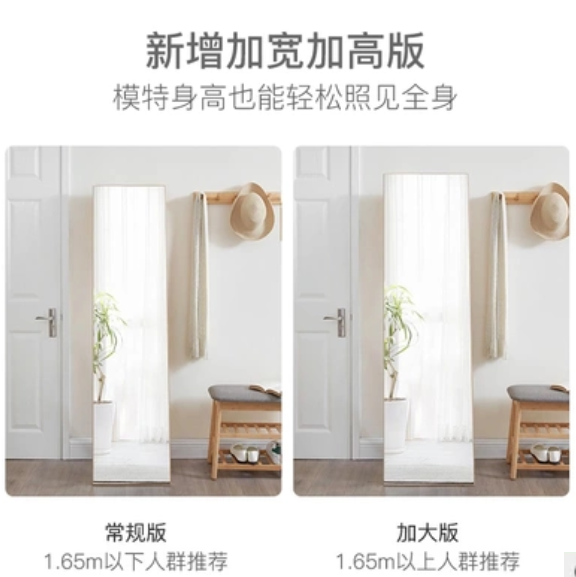 新增加宽加高版
模特身高也能轻松照见全身
常规版
加大版
1.65m以下人群推荐
1.65m以上人群推荐